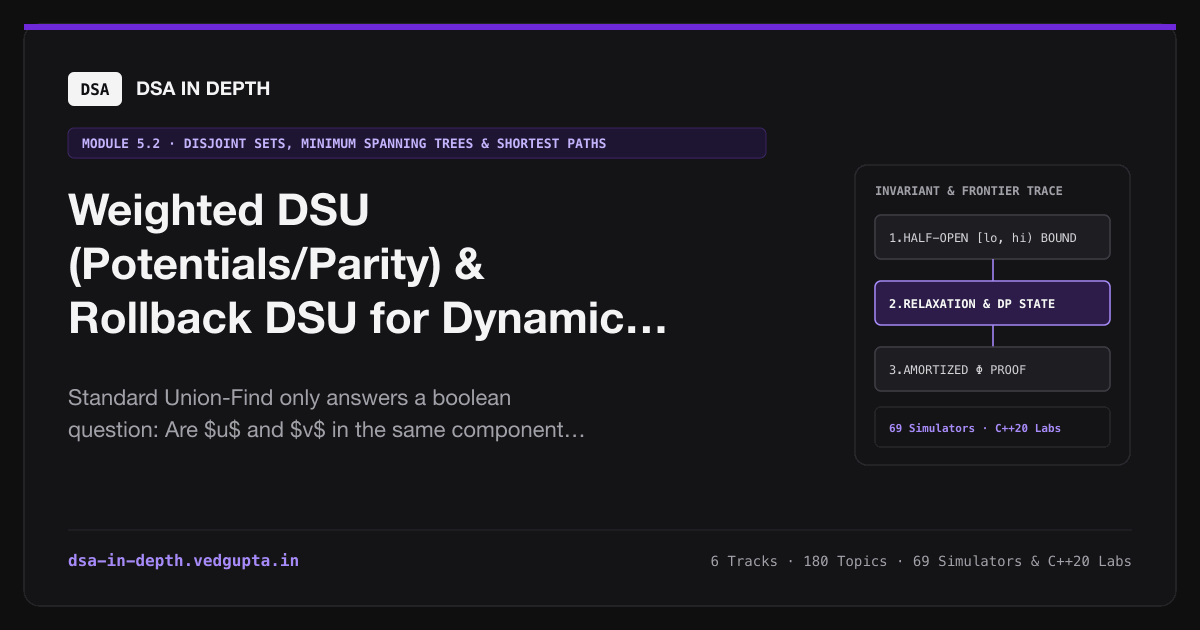 DSA
DSA IN DEPTH
MODULE 5.2 · DISJOINT SETS, MINIMUM SPANNING TREES & SHORTEST PATHS
Weighted DSU
(Potentials/Parity) &
Rollback DSU for Dynamic…
Standard Union-Find only answers a boolean
question: Are $u$ and $v$ in the same component…
INVARIANT & FRONTIER TRACE
1.HALF-OPEN [lo, hi) BOUND
2.RELAXATION & DP STATE
3.AMORTIZED Φ PROOF
69 Simulators · C++20 Labs
dsa-in-depth.vedgupta.in
6 Tracks · 180 Topics · 69 Simulators & C++20 Labs